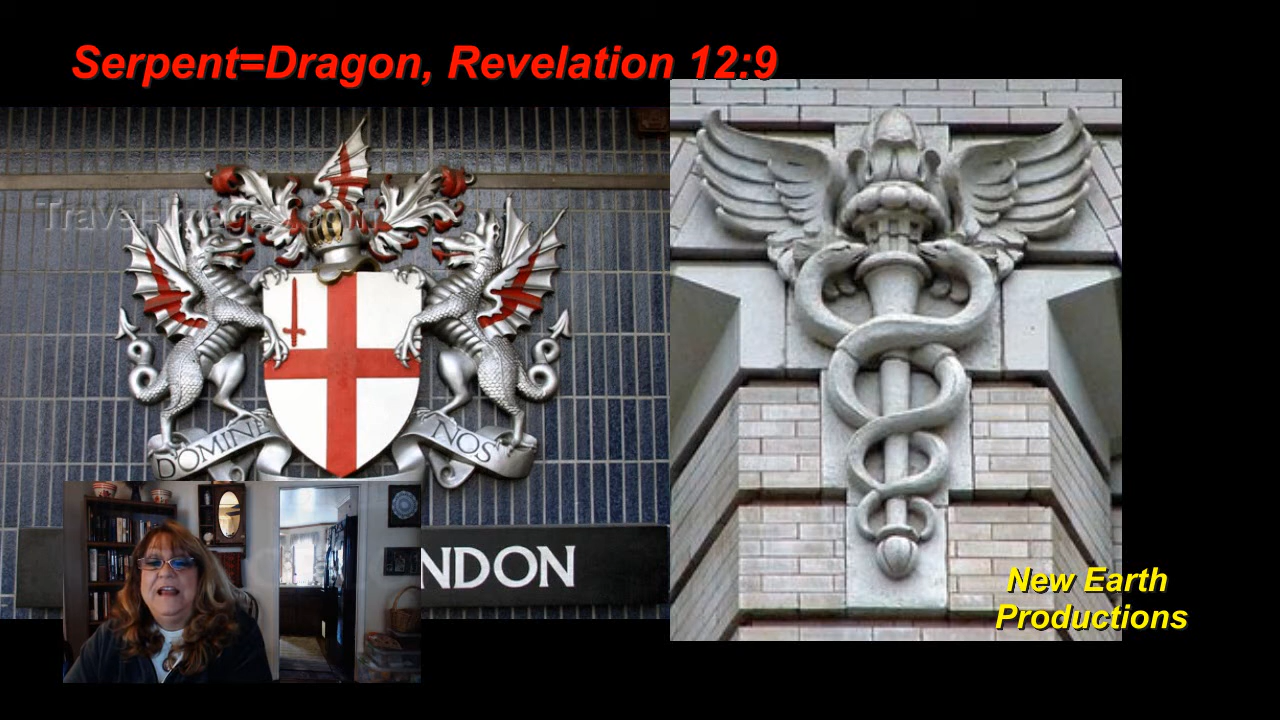 Serpent=Dragon, Revelation 12:9
DOMINE
NOS
NDON
New Earth
Productions